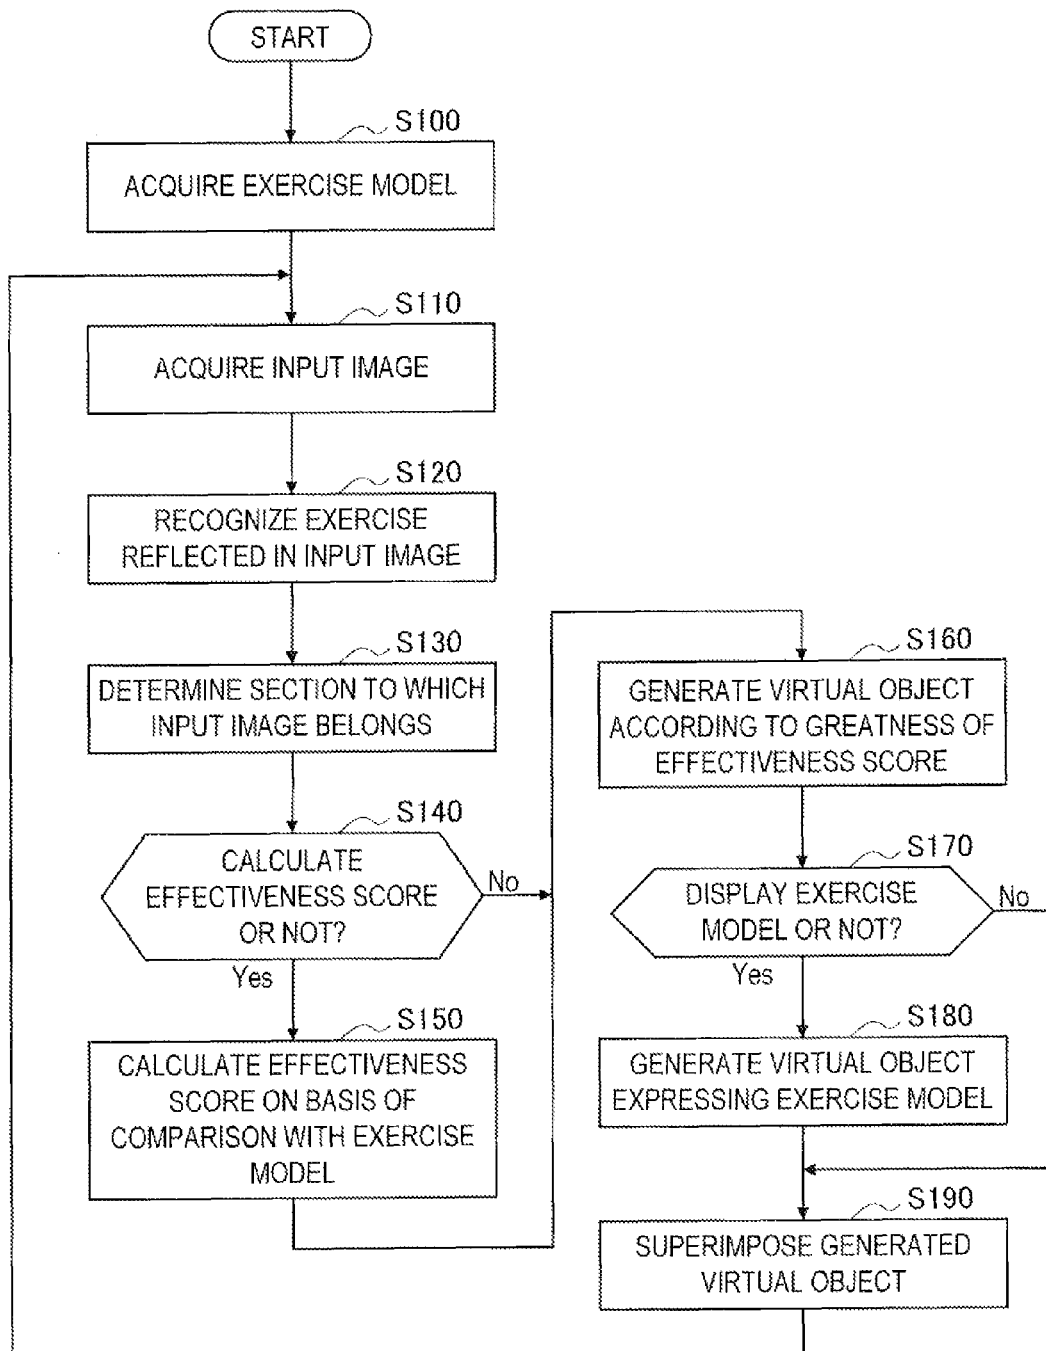 START
S100
ACQUIRE EXERCISE MODEL
S110
ACQUIRE INPUT IMAGE
S120
RECOGNIZE EXERCISE
REFLECTED IN INPUT IMAGE
S130
DETERMINE SECTION TO WHICH
INPUT IMAGE BELONGS
S140
CALCULATE
EFFECTIVENESS SCORE
OR NOT?
No
Yes
S150
CALCULATE EFFECTIVENESS
SCORE ON BASIS OF
COMPARISON WITH EXERCISE
MODEL
S160
GENERATE VIRTUAL OBJECT
ACCORDING TO GREATNESS OF
EFFECTIVENESS SCORE
S170
DISPLAY EXERCISE
MODEL OR NOT?
No
Yes
S180
GENERATE VIRTUAL OBJECT
EXPRESSING EXERCISE MODEL
S190
SUPERIMPOSE GENERATED
VIRTUAL OBJECT